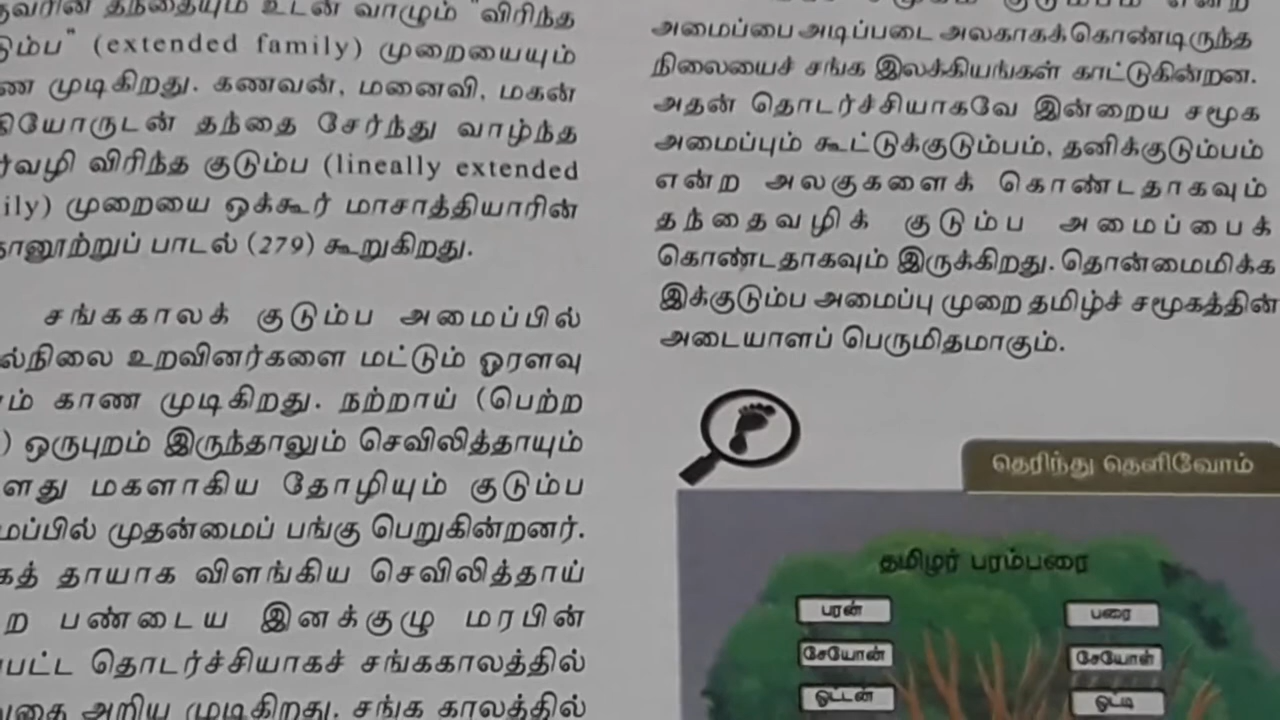 தந்தையும் உடன் வாழும் "விரிந்த
(extended family) முறையையும்
முடிகிறது. கணவன், மனைவி, மகன்
தந்தை சேர்ந்து வாழ்ந்த
விரிந்த குடும்ப (lineally extended
முறையை ஒக்கூர் மாசாத்தியாரின்
பாடல் (279) கூறுகிறது.
சங்ககாலக் குடும்ப அமைப்பில்
உறவினர்களை மட்டும் ஓரளவு
காண முடிகிறது. நற்றாய் (பெற்ற
ஒருபுறம் இருந்தாலும் செவிலித்தாயும்
மகளாகிய தோழியும் குடும்ப
முதன்மைப் பங்கு பெறுகின்றனர்.
தாயாக விளங்கிய செவிலித்தாய்
பண்டைய இனக்குழு மரபின்
தொடர்ச்சியாகச் சங்ககாலத்தில்
அறிய முடிகிறது. சங்க காலத்தில்
அமைப்பை அடிப்படை அலகாகக் கொண்டிருந்த
நிலையைச் சங்க இலக்கியங்கள் காட்டுகின்றன.
அதன் தொடர்ச்சியாகவே இன்றைய சமூக
அமைப்பும் கூட்டுக்குடும்பம், தனிக்குடும்பம்
என்ற அலகுகளைக் கொண்டதாகவும்
தந்தைவழிக் குடும்ப அமைப்பைக்
கொண்டதாகவும் இருக்கிறது. தொன்மைமிக்க
இக்குடும்ப அமைப்பு முறை தமிழ்ச் சமூகத்தின்
அடையாளப் பெருமிதமாகும்.
தெரிந்து தெளிவோம்
தமிழர் பரம்பரை
பரன் பரை
சேயோன் சேயோள்
ஓட்டன் ஓட்டி